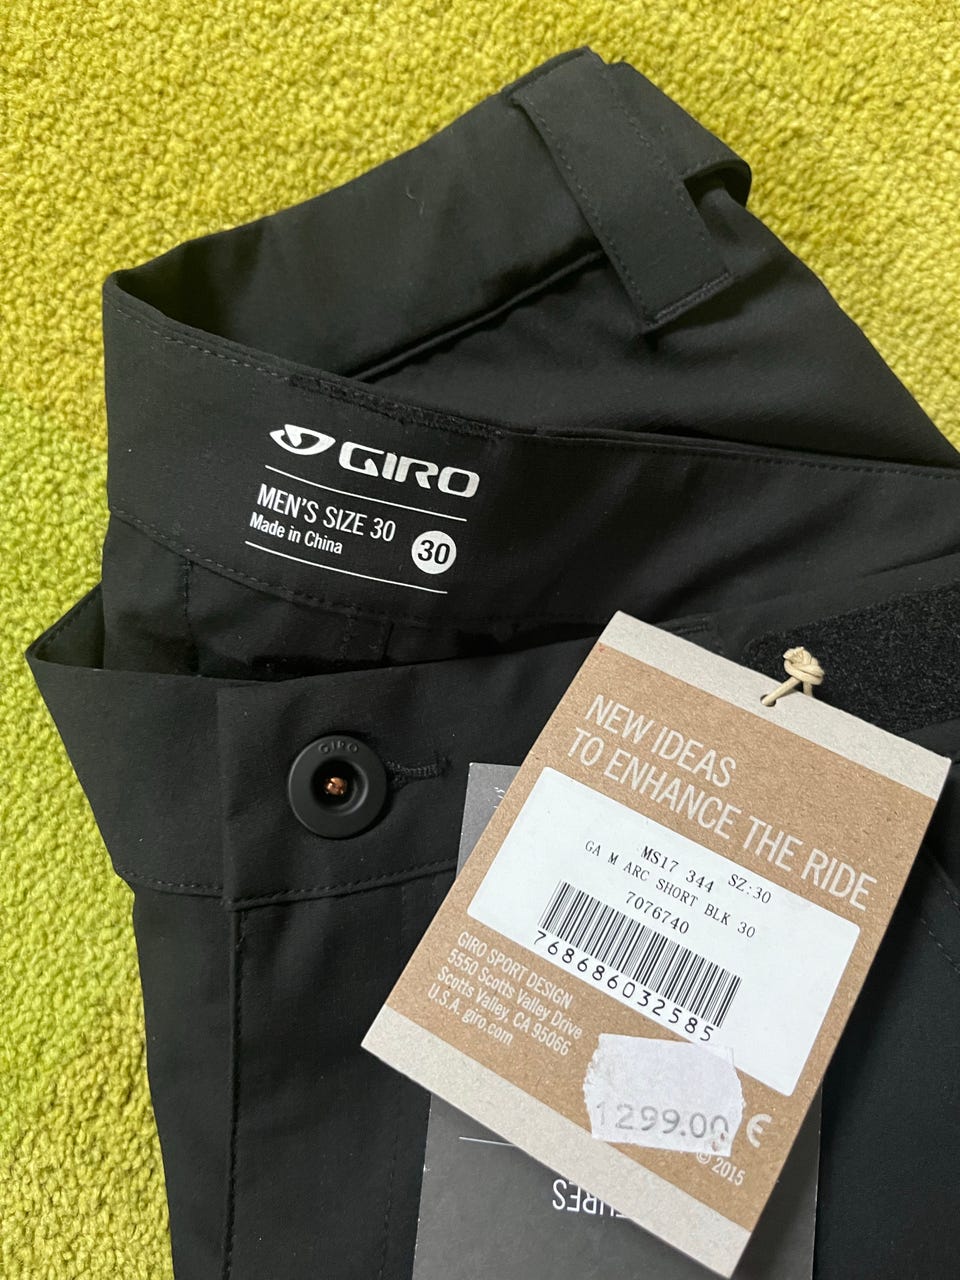 GIRO
MEN'S SIZE 30
Made in China
30
GIRO
NEW IDEAS
TO ENHANCE THE RIDE
MS17 344 SZ:30
GA M ARC SHORT BLK 30
7076740
768686032585
GIRO SPORT DESIGN
5550 Scotts Valley Drive
Scotts Valley, CA 95066
U.S.A. giro.com
1299.00
© 2015